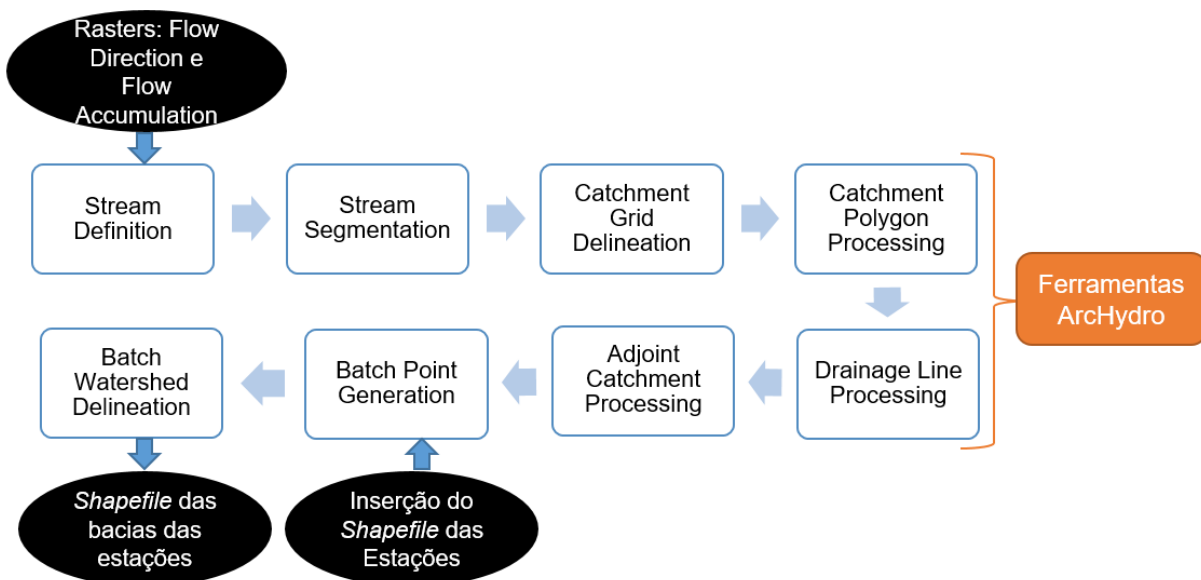 Rasters: Flow
Direction e
Flow
Accumulation
Stream
Definition
Stream
Segmentation
Catchment
Grid
Delineation
Catchment
Polygon
Processing
Ferramentas
ArcHydro
Drainage Line
Processing
Adjoint
Catchment
Processing
Batch Point
Generation
Batch
Watershed
Delineation
Shapefile das
bacias das
estações
Inserção do
Shapefile das
Estações